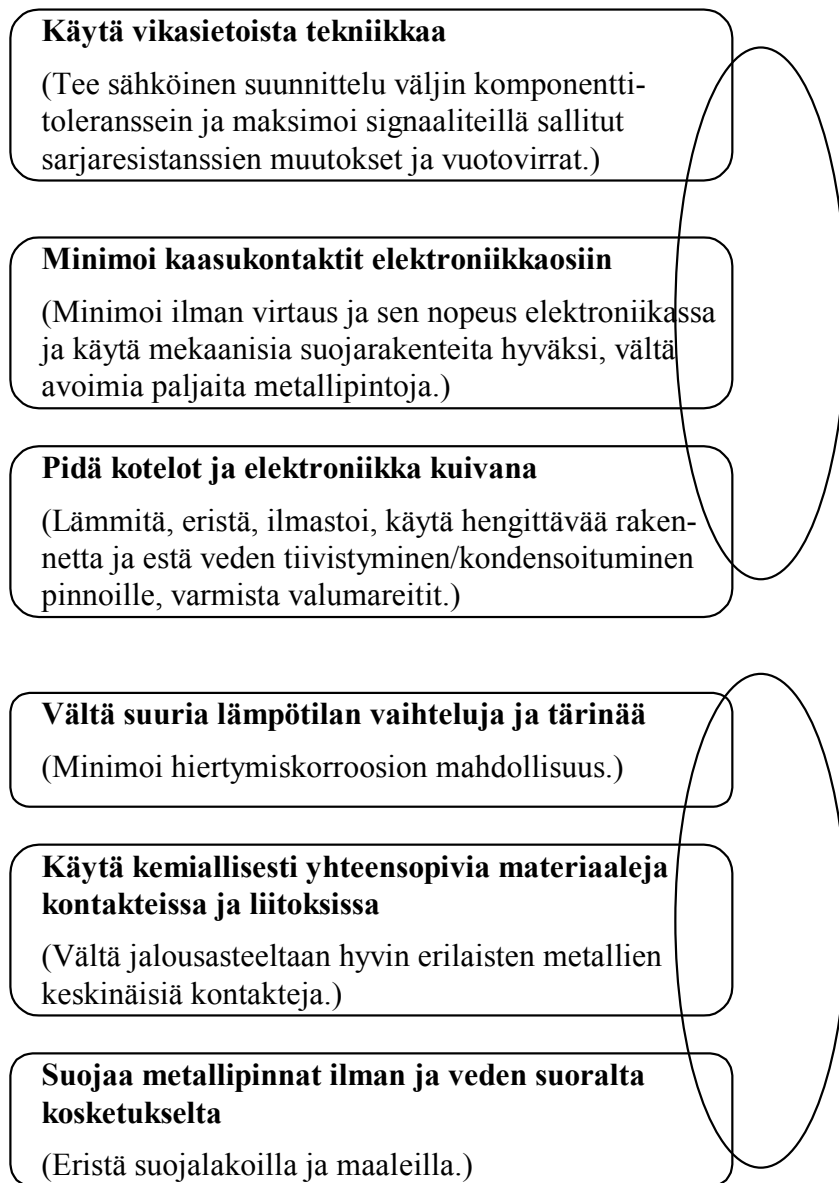 Käytä vikasietoista tekniikkaa
(Tee sähköinen suunnittelu väljin komponentti-
toleranssein ja maksimoi signaaliteillä sallitut
sarjaresistanssien muutokset ja vuotovirrat.)
Minimoi kaasukontaktit elektroniikkaosiin
(Minimoi ilman virtaus ja sen nopeus elektroniikassa
ja käytä mekaanisia suojarakenteita hyväksi, vältä
avoimia paljaita metallipintoja.)
Pidä kotelot ja elektroniikka kuivana
(Lämmitä, eristä, ilmastoi, käytä hengittävää raken-
netta ja estä veden tiivistyminen/kondensoituminen
pinnoille, varmista valumareitit.)
Vältä suuria lämpötilan vaihteluja ja tärinää
(Minimoi hiertymiskorroosion mahdollisuus.)
Käytä kemiallisesti yhteensopivia materiaaleja
kontakteissa ja liitoksissa
(Vältä jalousasteeltaan hyvin erilaisten metallien
keskinäisiä kontakteja.)
Suojaa metallipinnat ilman ja veden suoralta
kosketukselta
(Eristä suojalakoilla ja maaleilla.)